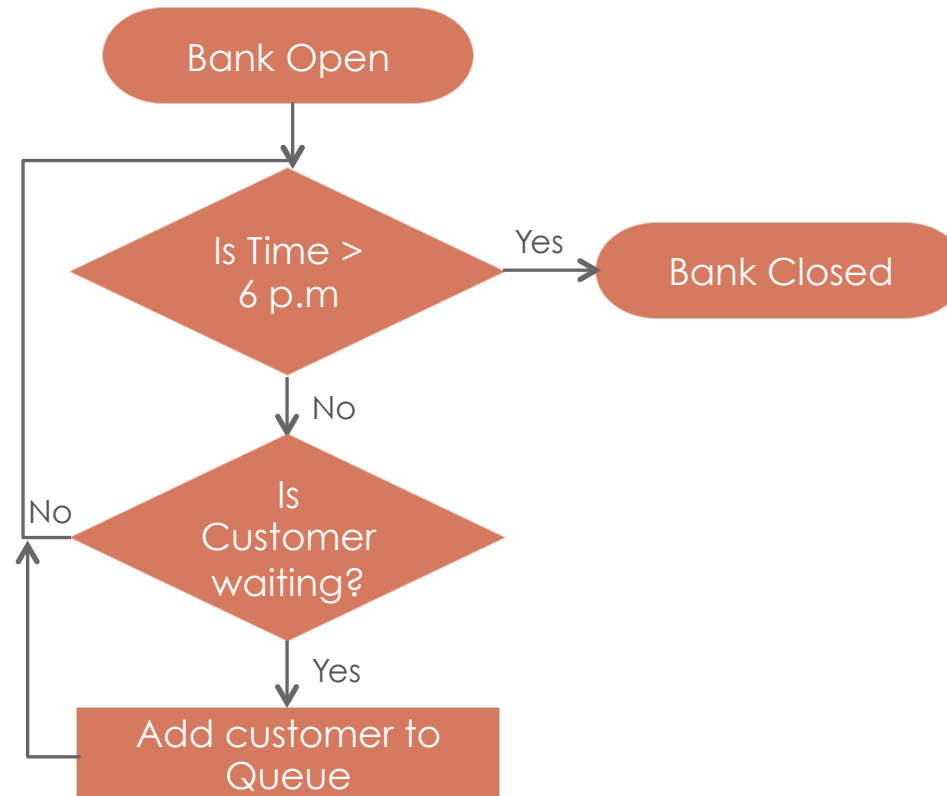 Bank Open
Is Time >
6 p.m
Yes
Bank Closed
No
Is
Customer
waiting?
No
Yes
Add customer to
Queue